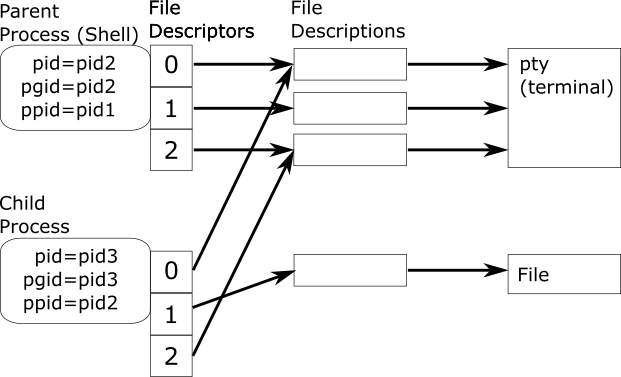 Parent
Process (Shell)
File
Descriptors
File
Descriptions
pid=pid2
pgid=pid2
ppid=pid1
0
1
2
pty
(terminal)
Child
Process
pid=pid3
pgid=pid3
ppid=pid2
0
1
2
File